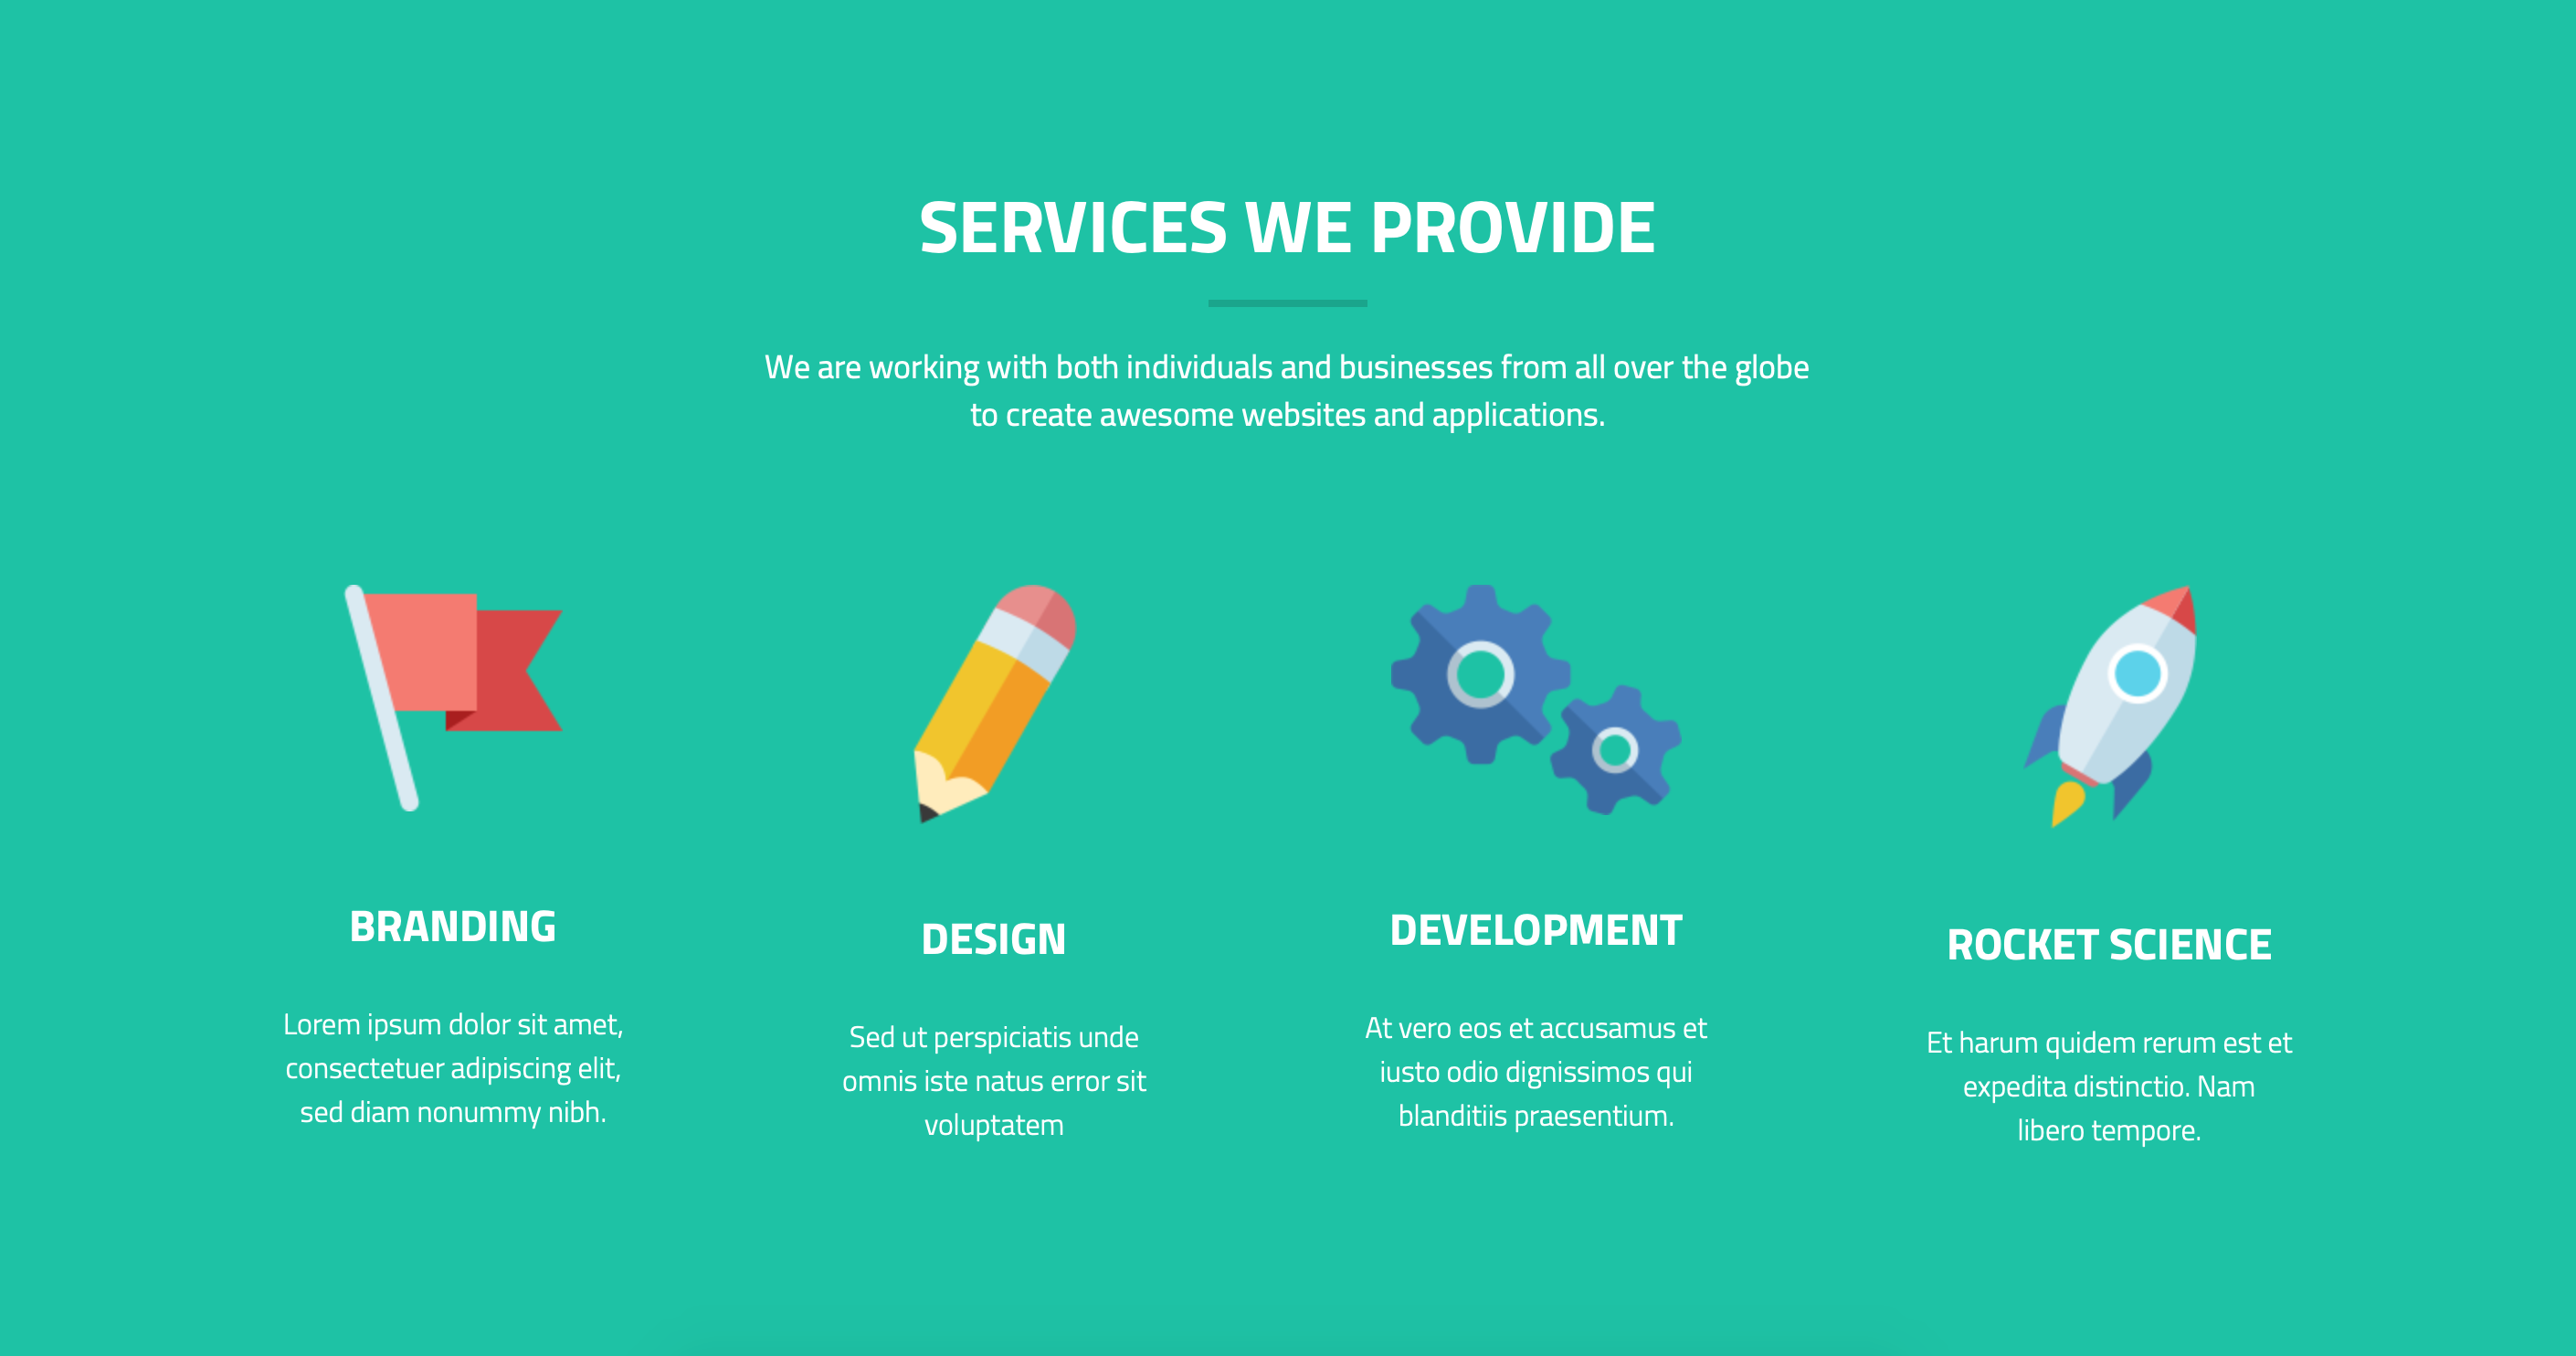 SERVICES WE PROVIDE
We are working with both individuals and businesses from all over the globe
to create awesome websites and applications.
BRANDING
Lorem ipsum dolor sit amet,
consectetuer adipiscing elit,
sed diam nonummy nibh.
DESIGN
Sed ut perspiciatis unde
omnis iste natus error sit
voluptatem
DEVELOPMENT
At vero eos et accusamus et
iusto odio dignissimos qui
blanditiis praesentium.
ROCKET SCIENCE
Et harum quidem rerum est et
expedita distinctio. Nam
libero tempore.